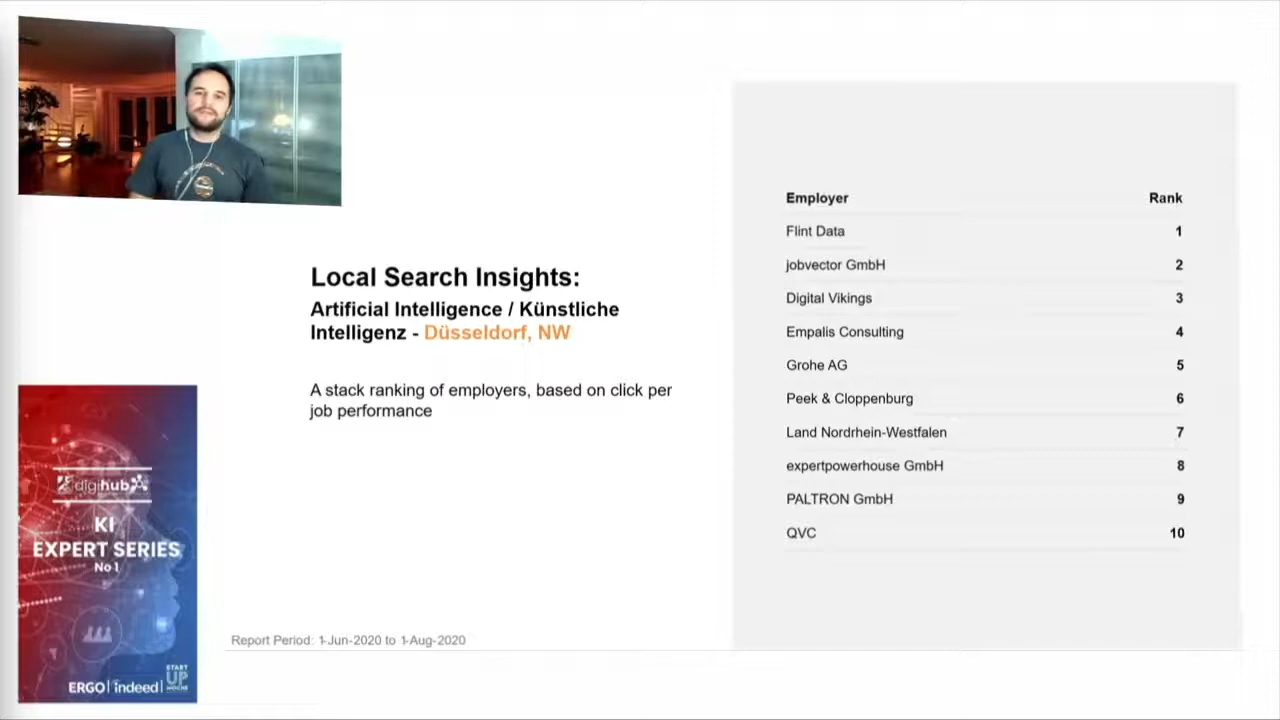 Local Search Insights:
Artificial Intelligence / Künstliche
Intelligenz - Düsseldorf, NW
A stack ranking of employers, based on click per
job performance
Employer Rank
Flint Data 1
jobvector GmbH 2
Digital Vikings 3
Empalis Consulting 4
Grohe AG 5
Peek & Cloppenburg 6
Land Nordrhein-Westfalen 7
expertpowerhouse GmbH 8
PALTRON GmbH 9
QVC 10
digihub
KI
EXPERT SERIES
No 1
START
UP
WOCHE
ERGO | indeed |
Report Period: 1-Jun-2020 to 1-Aug-2020